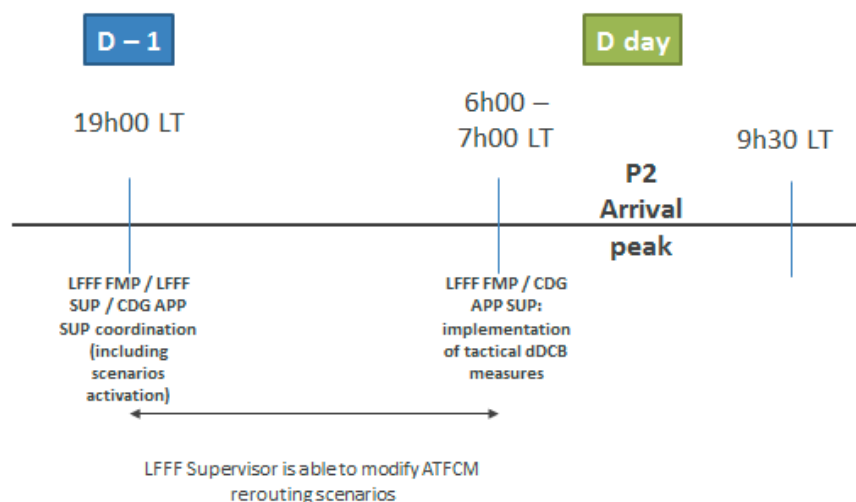 D – 1
D day
19h00 LT
6h00 –
7h00 LT
9h30 LT
P2
Arrival
peak
LFFF FMP / LFFF
SUP / CDG APP
SUP coordination
(including
scenarios
activation)
LFFF FMP / CDG
APP SUP:
implementation
of tactical dDCB
measures
LFFF Supervisor is able to modify ATFCM
rerouting scenarios